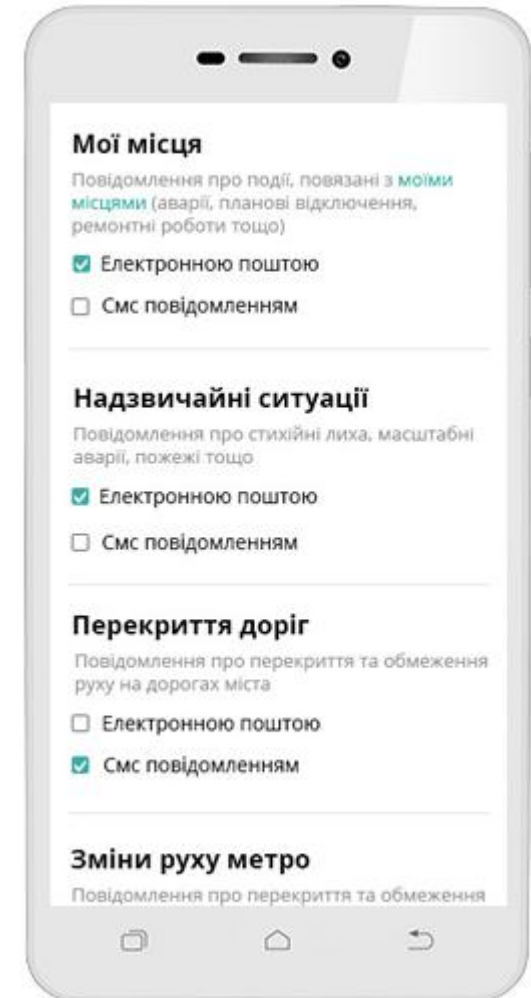 Мої місця
Повідомлення про події, повязані з моїми
місцями (аварії, планові відключення,
ремонтні роботи тощо)
Електронною поштою
Смс повідомленням
Надзвичайні ситуації
Повідомлення про стихійні лиха, масштабні
аварії, пожежі тощо
Електронною поштою
Смс повідомленням
Перекриття доріг
Повідомлення про перекриття та обмеження
руху на дорогах міста
Електронною поштою
Смс повідомленням
Зміни руху метро
Повідомлення про перекриття та обмеження